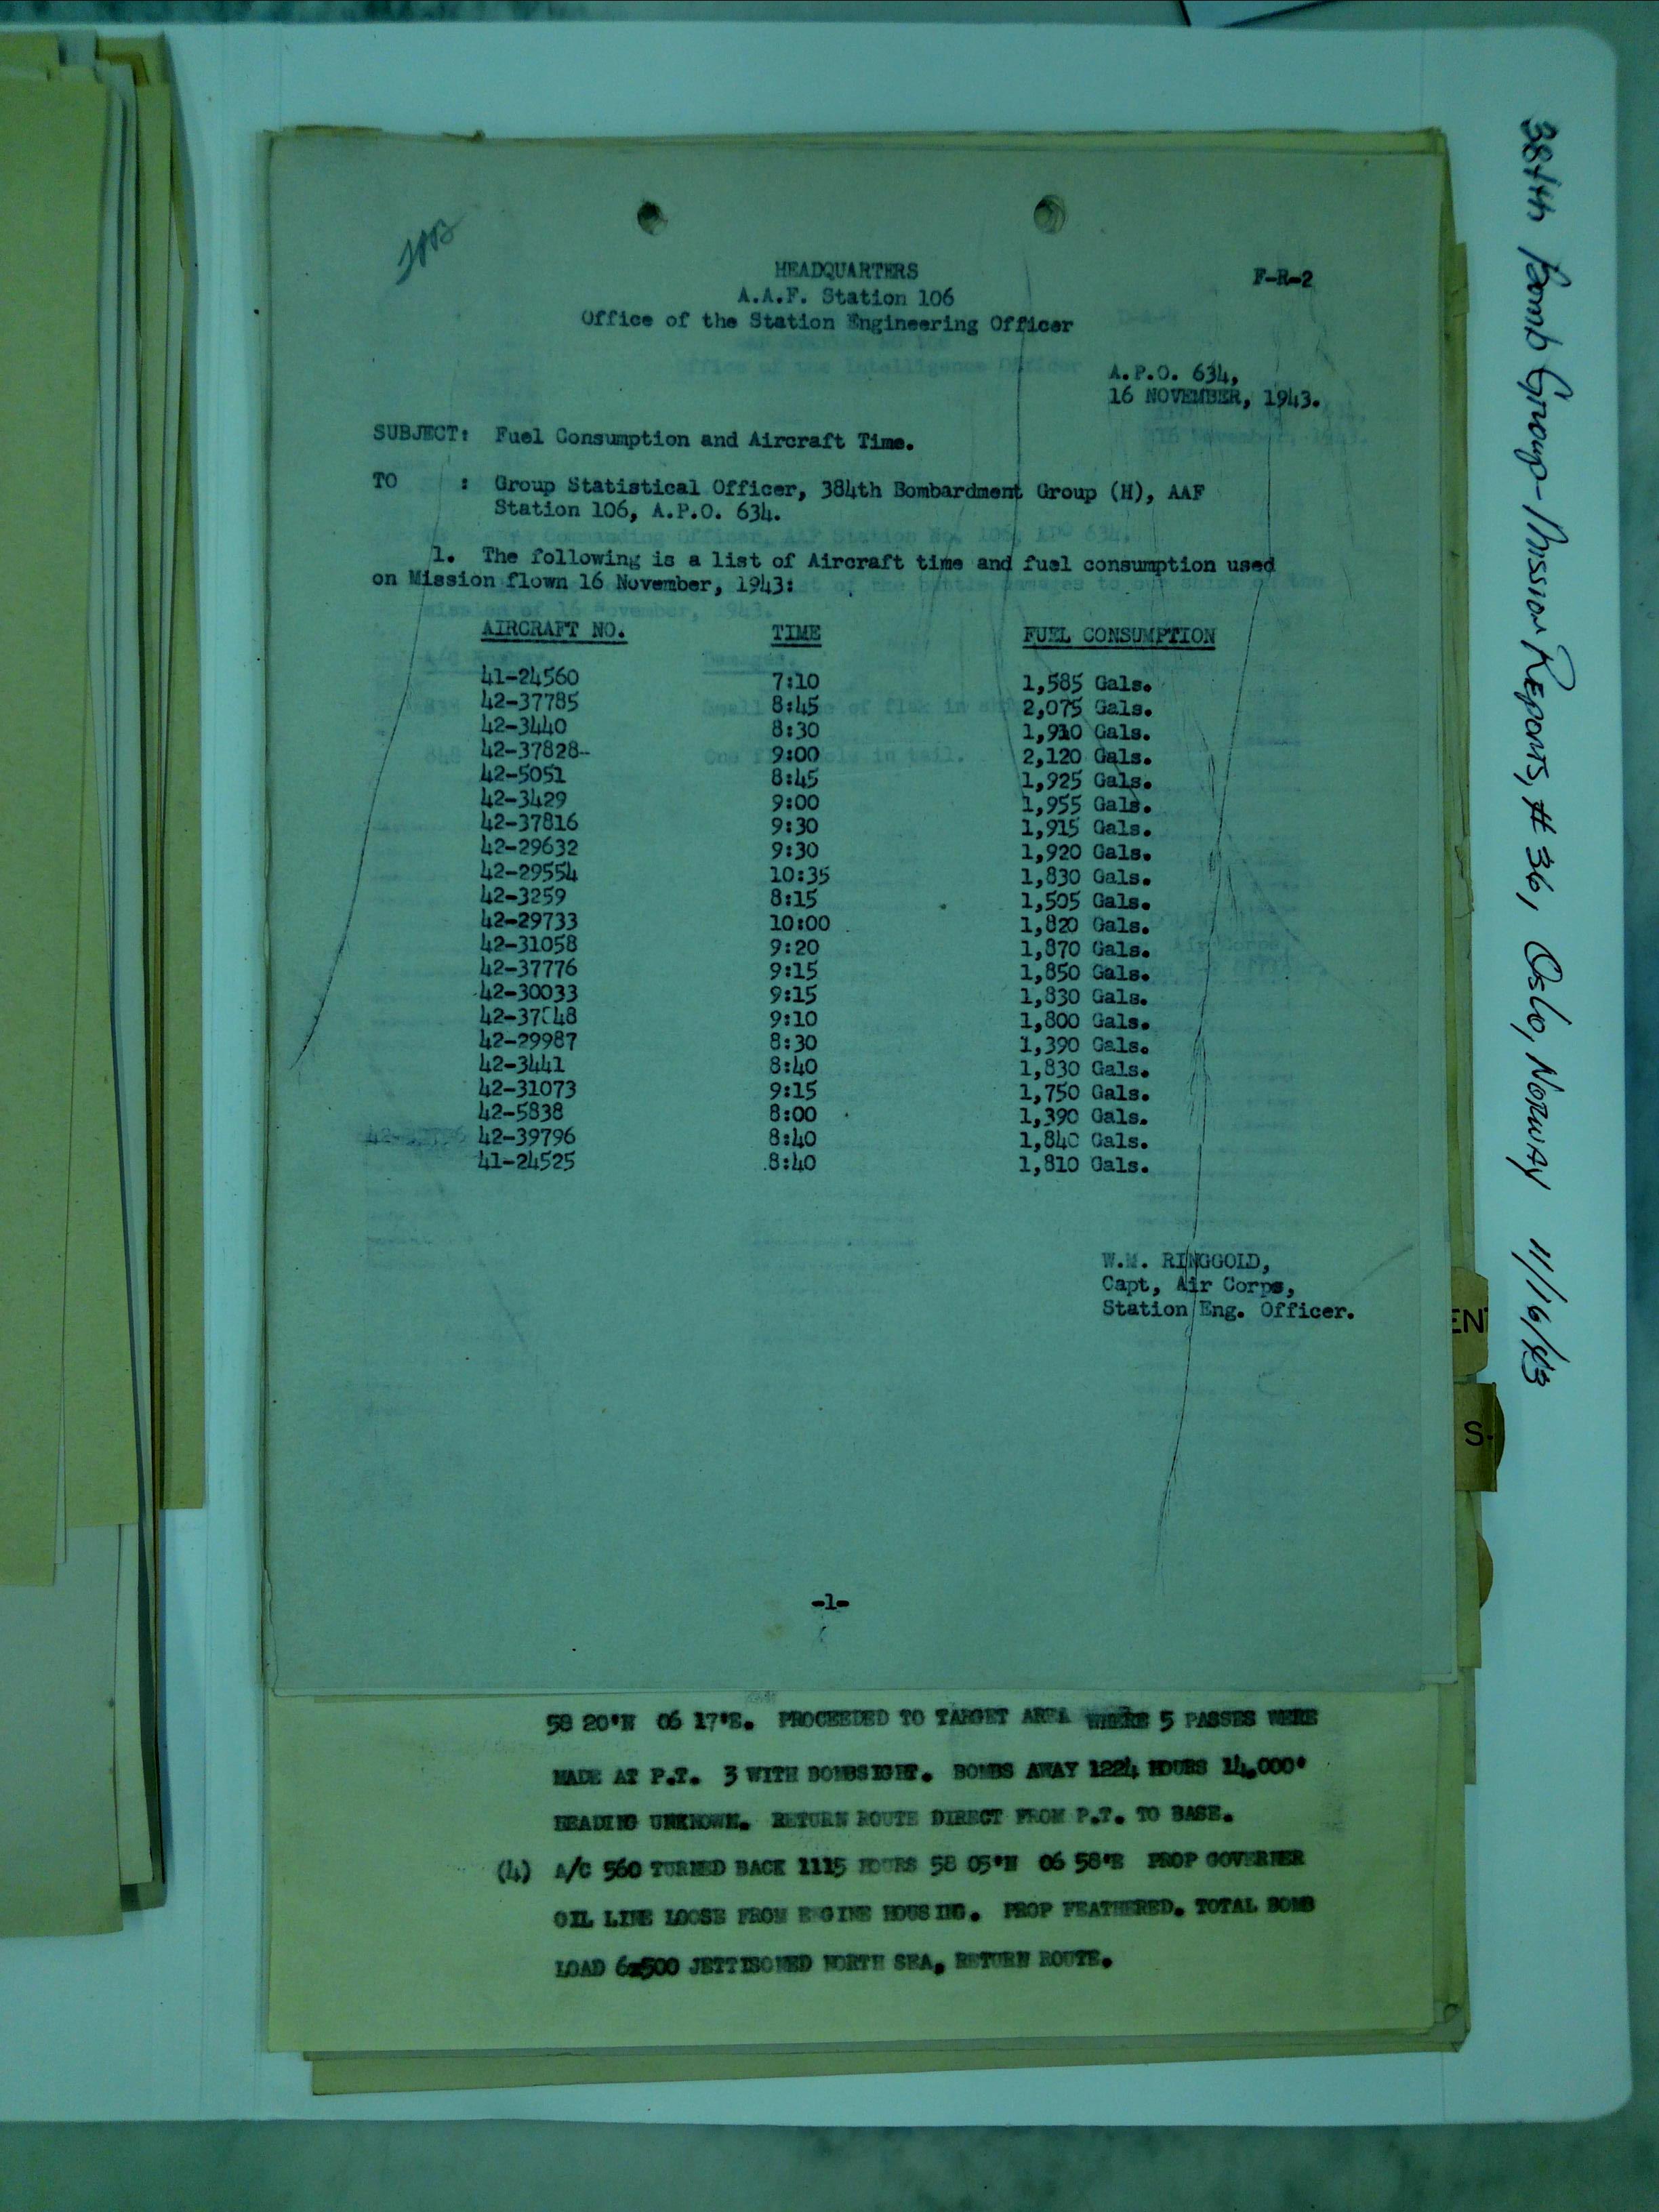 HEADQUARTERS
F-R-2
A.A.F. Station 106
Office of the Station Engineering Officer
A.P.O. 634,
16 NOVEMBER, 1943.
SUBJECT: Fuel Consumption and Aircraft Time.
TO : Group Statistical Officer, 384th Bombardment Group (H), AAF
Station 106, A.P.O. 634.
1. The following is a list of Aircraft time and fuel consumption used
on Mission flown 16 November, 1943:
AIRCRAFT NO. TIME FUEL CONSUMPTION
41-24560 7:10 1,585 Gals.
42-37785 8:45 2,075 Gals.
42-3440 8:30 1,910 Gals.
42-37828- 9:00 2,120 Gals.
42-5051 8:45 1,925 Gals.
42-3429 9:00 1,955 Gals.
42-37816 9:30 1,915 Gals.
42-29632 9:30 1,920 Gals.
42-29554 10:35 1,830 Gals.
42-3259 8:15 1,505 Gals.
42-29733 10:00 1,820 Gals.
42-31058 9:20 1,870 Gals.
42-37776 9:15 1,850 Gals.
42-30033 9:15 1,830 Gals.
9:10 1,800 Gals.
42-29987 8:30 1,390 Gals.
42-3441 8:40 1,830 Gals.
42-31073 9:15 1,750 Gals.
42-5838 8:00 1,390 Gals.
42-39796 8:40 1,840 Gals.
41-24525 8:40 1,810 Gals.
W.M. RINGGOLD,
Capt, Air Corps,
Station Eng. Officer.
-1-
58 20'N 06 17'E. PROCEEDED TO TARGET AREA WHERE 5 PASSES WERE
MADE AT P.T. 3 WITH BOMBSIGHT. BOMBS AWAY 1224 HOURS 14,000'
HEADING UNKNOWN. RETURN ROUTE DIRECT FROM P.T. TO BASE.
(4) A/C 560 TURNED BACK 1115 HOURS 58 05'N 06 58'E PROP GOVERNER
OIL LINE LOOSE FROM ENGINE HOUSING. PROP FEATHERED. TOTAL BOMB
LOAD 6x500 JETTISONED NORTH SEA, RETURN ROUTE.
384th Bomb Group - Mission Reports, #36, Oslo, Norway 11/16/43
EN
S-